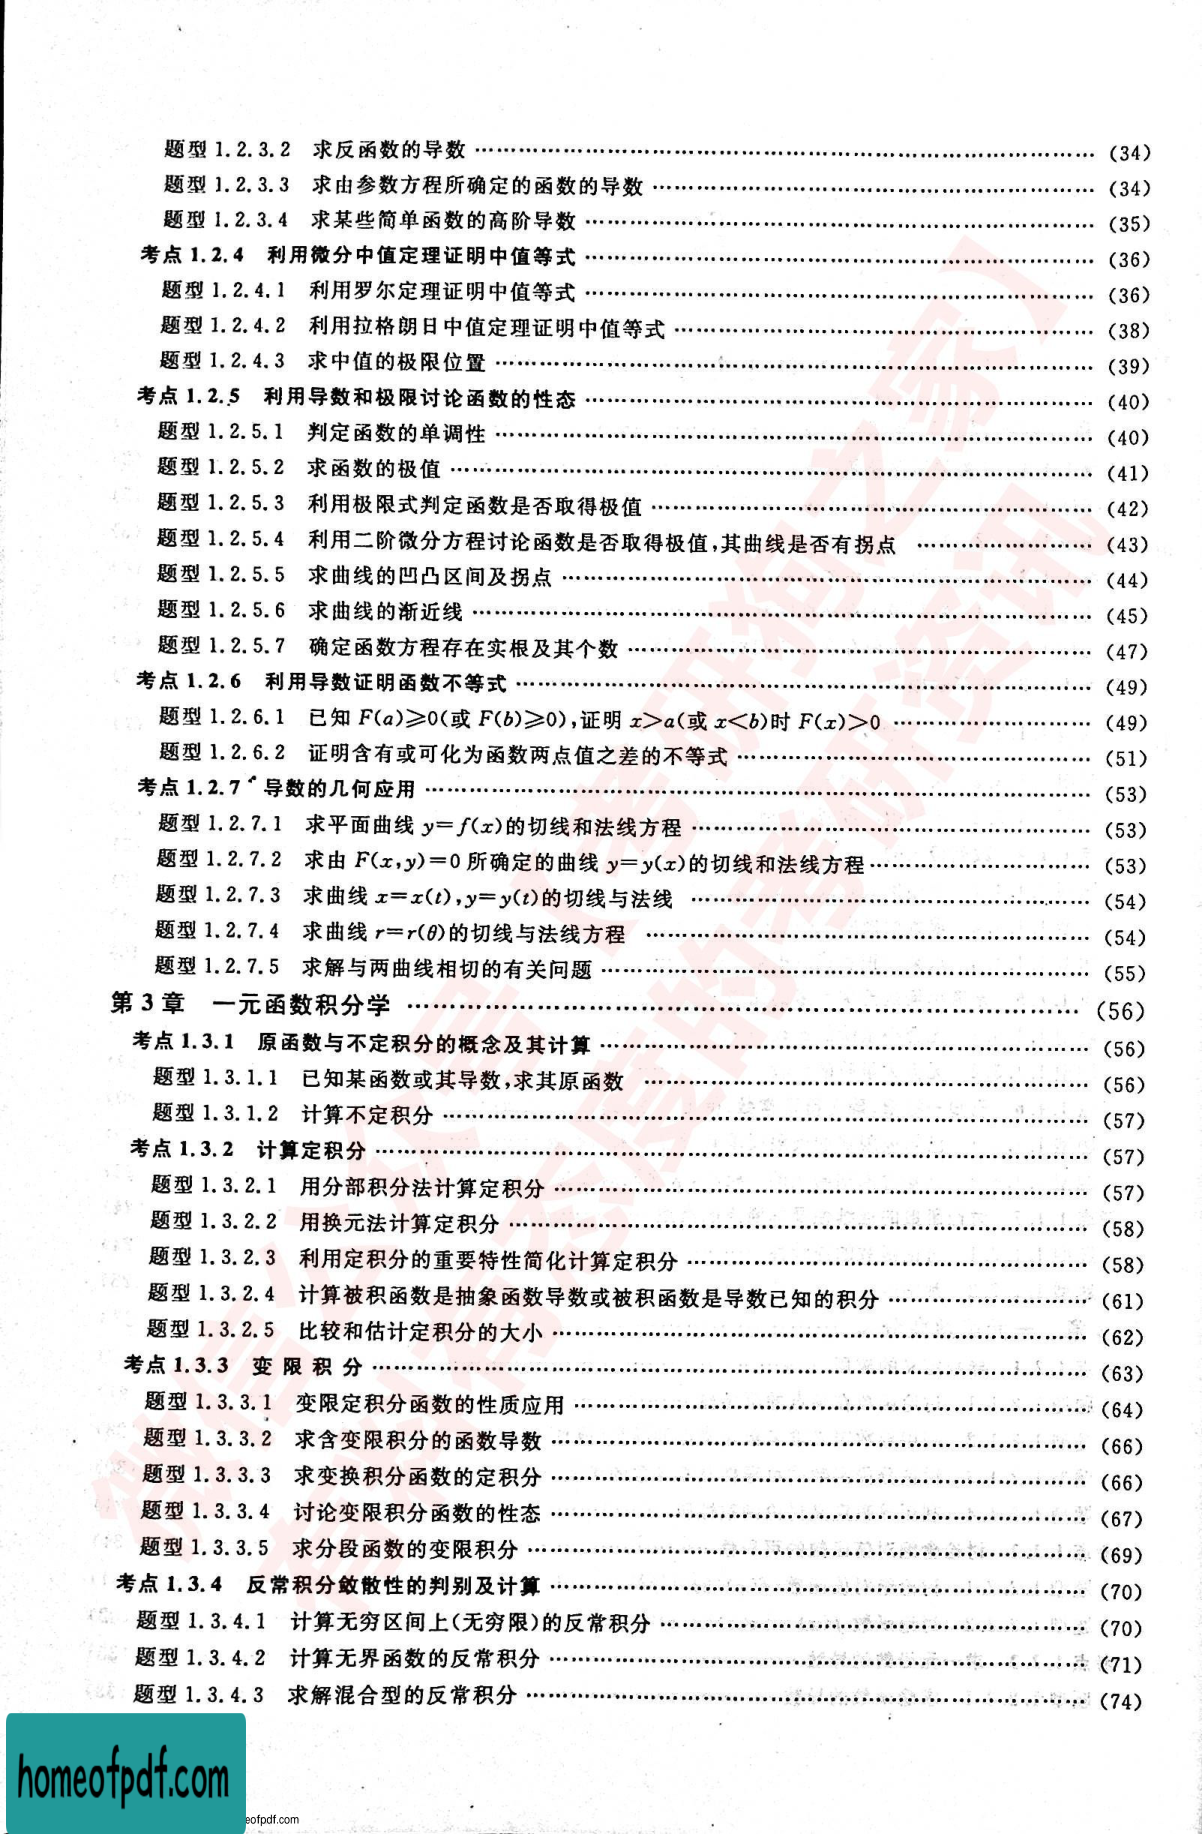 题型 1.2.3.2 求反函数的导数 …… (34)
题型 1.2.3.3 求由参数方程所确定的函数的导数 …… (34)
题型 1.2.3.4 求某些简单函数的高阶导数 …… (35)
考点 1.2.4 利用微分中值定理证明中值等式 …… (36)
题型 1.2.4.1 利用罗尔定理证明中值等式 …… (36)
题型 1.2.4.2 利用拉格朗日中值定理证明中值等式 …… (38)
题型 1.2.4.3 求中值的极限位置 …… (39)
考点 1.2.5 利用导数和极限讨论函数的性态 …… (40)
题型 1.2.5.1 判定函数的单调性 …… (40)
题型 1.2.5.2 求函数的极值 …… (41)
题型 1.2.5.3 利用极限式判定函数是否取得极值 …… (42)
题型 1.2.5.4 利用二阶微分方程讨论函数是否取得极值,其曲线是否有拐点 …… (43)
题型 1.2.5.5 求曲线的凹凸区间及拐点 …… (44)
题型 1.2.5.6 求曲线的渐近线 …… (45)
题型 1.2.5.7 确定函数方程存在实根及其个数 …… (47)
考点 1.2.6 利用导数证明函数不等式 …… (49)
题型 1.2.6.1 已知 F(a)≥0(或 F(b)≥0),证明 x>a(或 x<b)时 F(x)>0 …… (49)
题型 1.2.6.2 证明含有或可化为函数两点值之差的不等式 …… (51)
考点 1.2.7 导数的几何应用 …… (53)
题型 1.2.7.1 求平面曲线 y=f(x)的切线和法线方程 …… (53)
题型 1.2.7.2 求由 F(x,y)=0 所确定的曲线 y=y(x)的切线和法线方程 …… (53)
题型 1.2.7.3 求曲线 x=x(t),y=y(t)的切线与法线 …… (54)
题型 1.2.7.4 求曲线 r=r(θ)的切线与法线方程 …… (54)
题型 1.2.7.5 求解与两曲线相切的有关问题 …… (55)
第 3 章 一元函数积分学 …… (56)
考点 1.3.1 原函数与不定积分的概念及其计算 …… (56)
题型 1.3.1.1 已知某函数或其导数,求其原函数 …… (56)
题型 1.3.1.2 计算不定积分 …… (57)
考点 1.3.2 计算定积分 …… (57)
题型 1.3.2.1 用分部积分法计算定积分 …… (57)
题型 1.3.2.2 用换元法计算定积分 …… (58)
题型 1.3.2.3 利用定积分的重要特性简化计算定积分 …… (58)
题型 1.3.2.4 计算被积函数是抽象函数导数或被积函数是导数已知的积分 …… (61)
题型 1.3.2.5 比较和估计定积分的大小 …… (62)
考点 1.3.3 变 限 积 分 …… (63)
题型 1.3.3.1 变限定积分函数的性质应用 …… (64)
题型 1.3.3.2 求含变限积分的函数导数 …… (66)
题型 1.3.3.3 求变换积分函数的定积分 …… (66)
题型 1.3.3.4 讨论变限积分函数的性态 …… (67)
题型 1.3.3.5 求分段函数的变限积分 …… (69)
考点 1.3.4 反常积分敛散性的判别及计算 …… (70)
题型 1.3.4.1 计算无穷区间上(无穷限)的反常积分 …… (70)
题型 1.3.4.2 计算无界函数的反常积分 …… (71)
题型 1.3.4.3 求解混合型的反常积分 …… (74)
微信公众号【考研狗之家】
有料有态度的考研资讯
homeofpdf.com
eofpdf.com